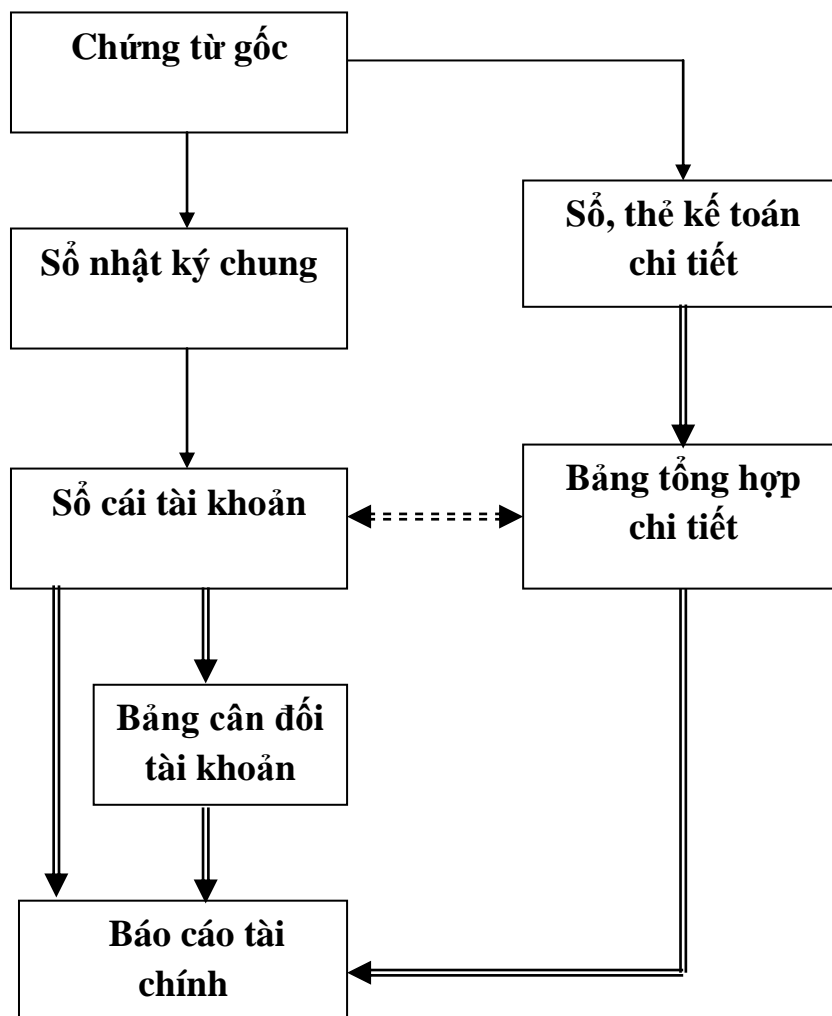 Chứng từ gốc
Sổ, thẻ kế toán
chi tiết
Sổ nhật ký chung
Sổ cái tài khoản
Bảng tổng hợp
chi tiết
Bảng cân đối
tài khoản
Báo cáo tài
chính